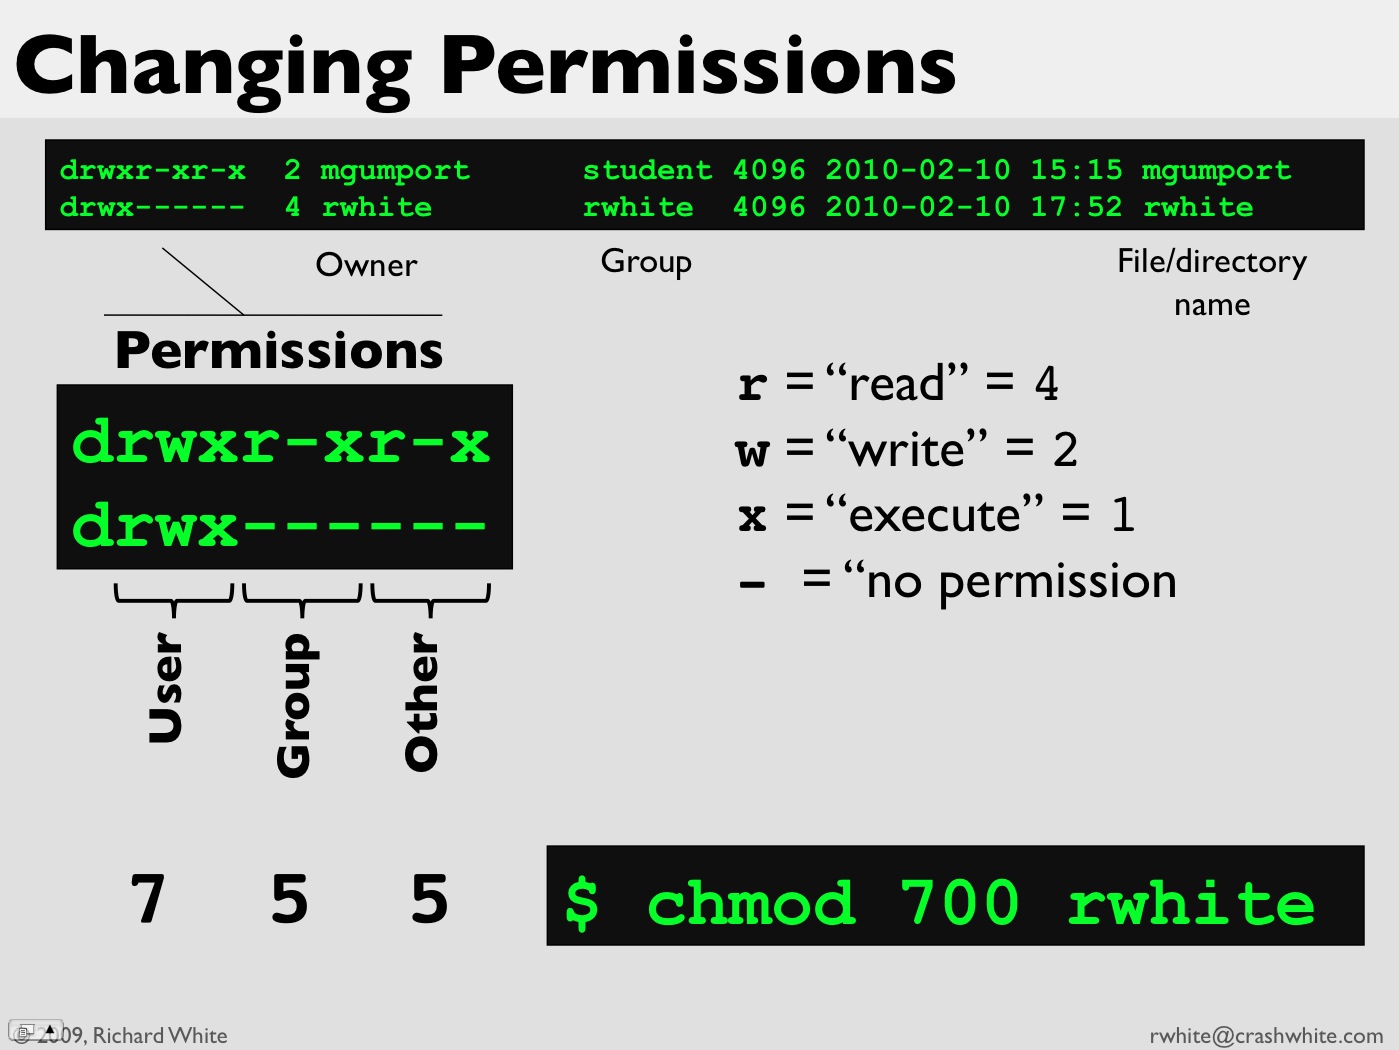 Changing Permissions
drwxr-xr-x  2 mgumport      student 4096 2010-02-10 15:15 mgumport
drwx------  4 rwhite        rwhite  4096 2010-02-10 17:52 rwhite
Owner
Group
File/directory
name
Permissions
drwxr-xr-x
drwx------
r = “read” = 4
w = “write” = 2
x = “execute” = 1
- = “no permission
User
Group
Other
7 5 5
$ chmod 700 rwhite
© 2009, Richard White
rwhite@crashwhite.com